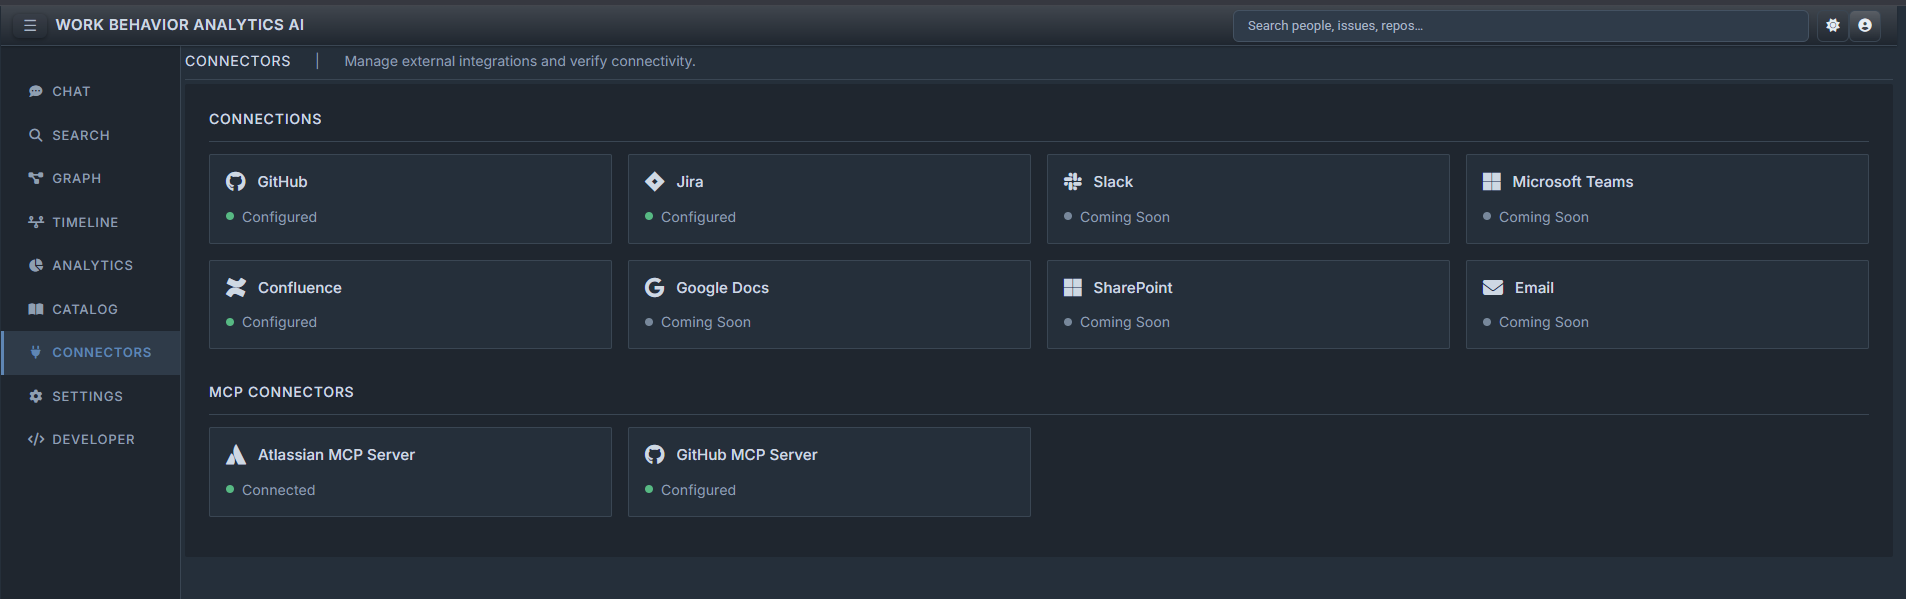 WORK BEHAVIOR ANALYTICS AI
Search people, issues, repos...
CONNECTORS | Manage external integrations and verify connectivity.
CHAT
SEARCH
GRAPH
TIMELINE
ANALYTICS
CATALOG
CONNECTORS
SETTINGS
DEVELOPER
CONNECTIONS
GitHub
Configured
Jira
Configured
Slack
Coming Soon
Microsoft Teams
Coming Soon
Confluence
Configured
Google Docs
Coming Soon
SharePoint
Coming Soon
Email
Coming Soon
MCP CONNECTORS
Atlassian MCP Server
Connected
GitHub MCP Server
Configured